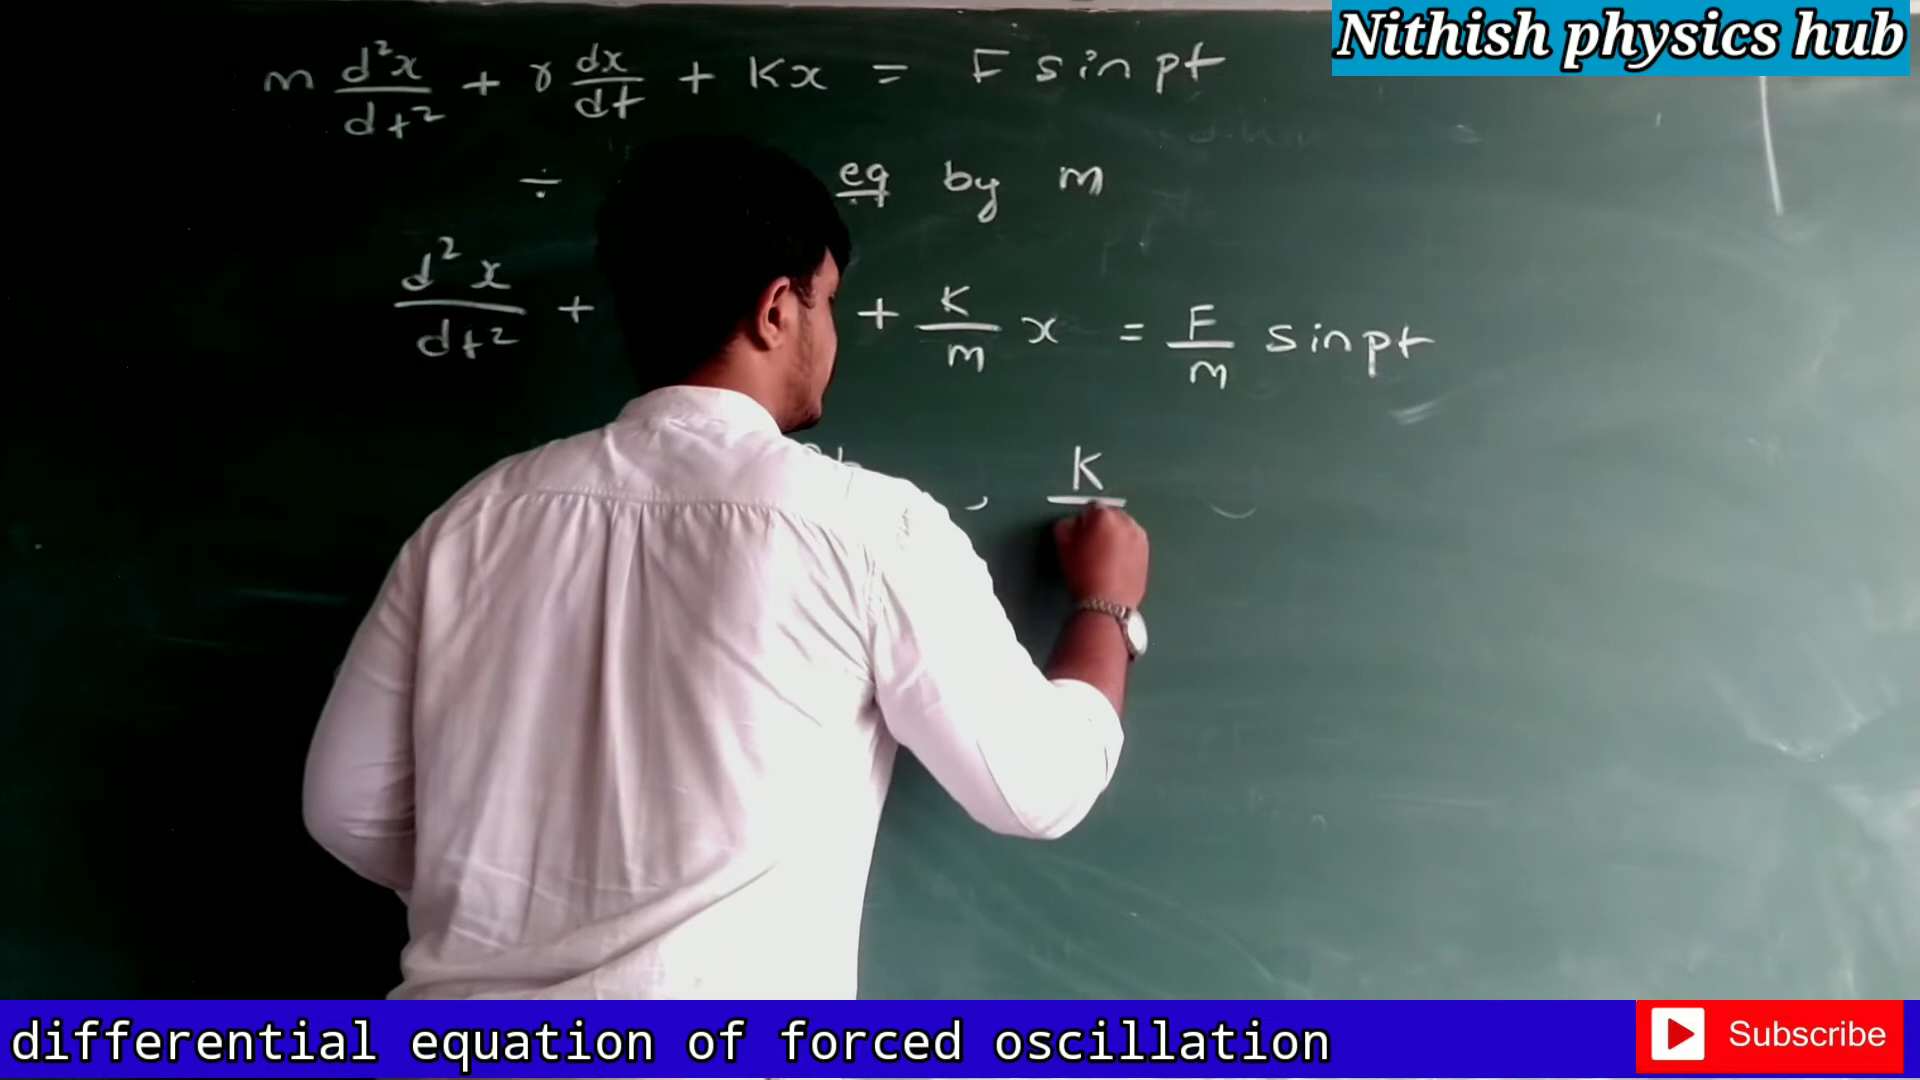 Nithish physics hub
m d²x/dt² + r dx/dt + Kx = F sin pt
÷ eq by m
d²x/dt² + + K/m x = F/m sin pt
, K
differential equation of forced oscillation
Subscribe